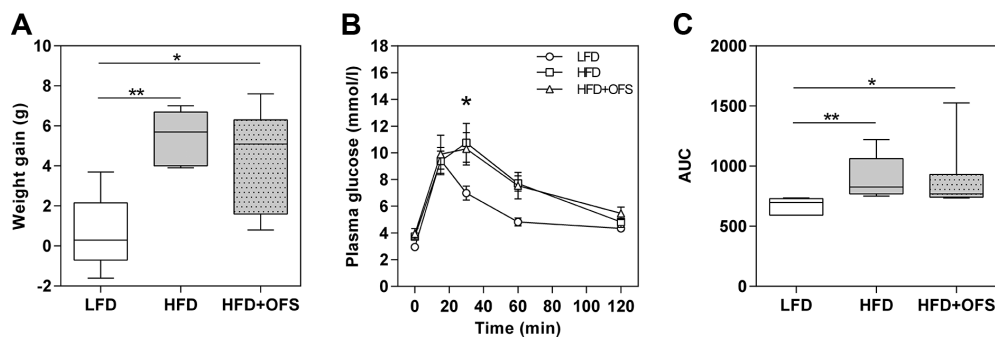 A
Weight gain (g)
10
8
6
4
2
0
-2
*
**
LFD
HFD
HFD+OFS
B
Plasma glucose (mmol/l)
18
16
14
12
10
8
6
4
2
0
LFD
HFD
HFD+OFS
*
0
20
40
60
80
100
120
Time (min)
C
AUC
2000
1500
1000
500
0
*
**
LFD
HFD
HFD+OFS